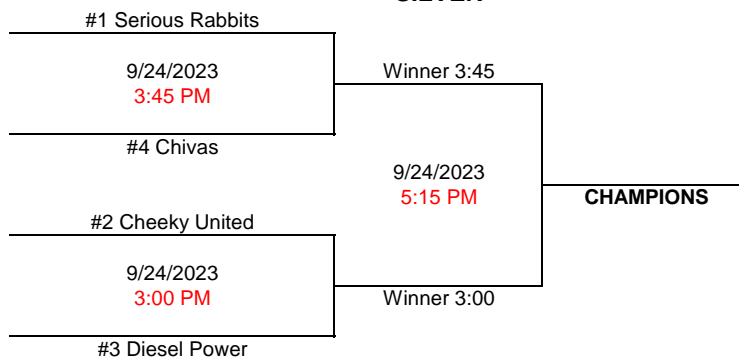 #1 Serious Rabbits
9/24/2023
3:45 PM
Winner 3:45
#4 Chivas
9/24/2023
5:15 PM
CHAMPIONS
#2 Cheeky United
9/24/2023
3:00 PM
Winner 3:00
#3 Diesel Power